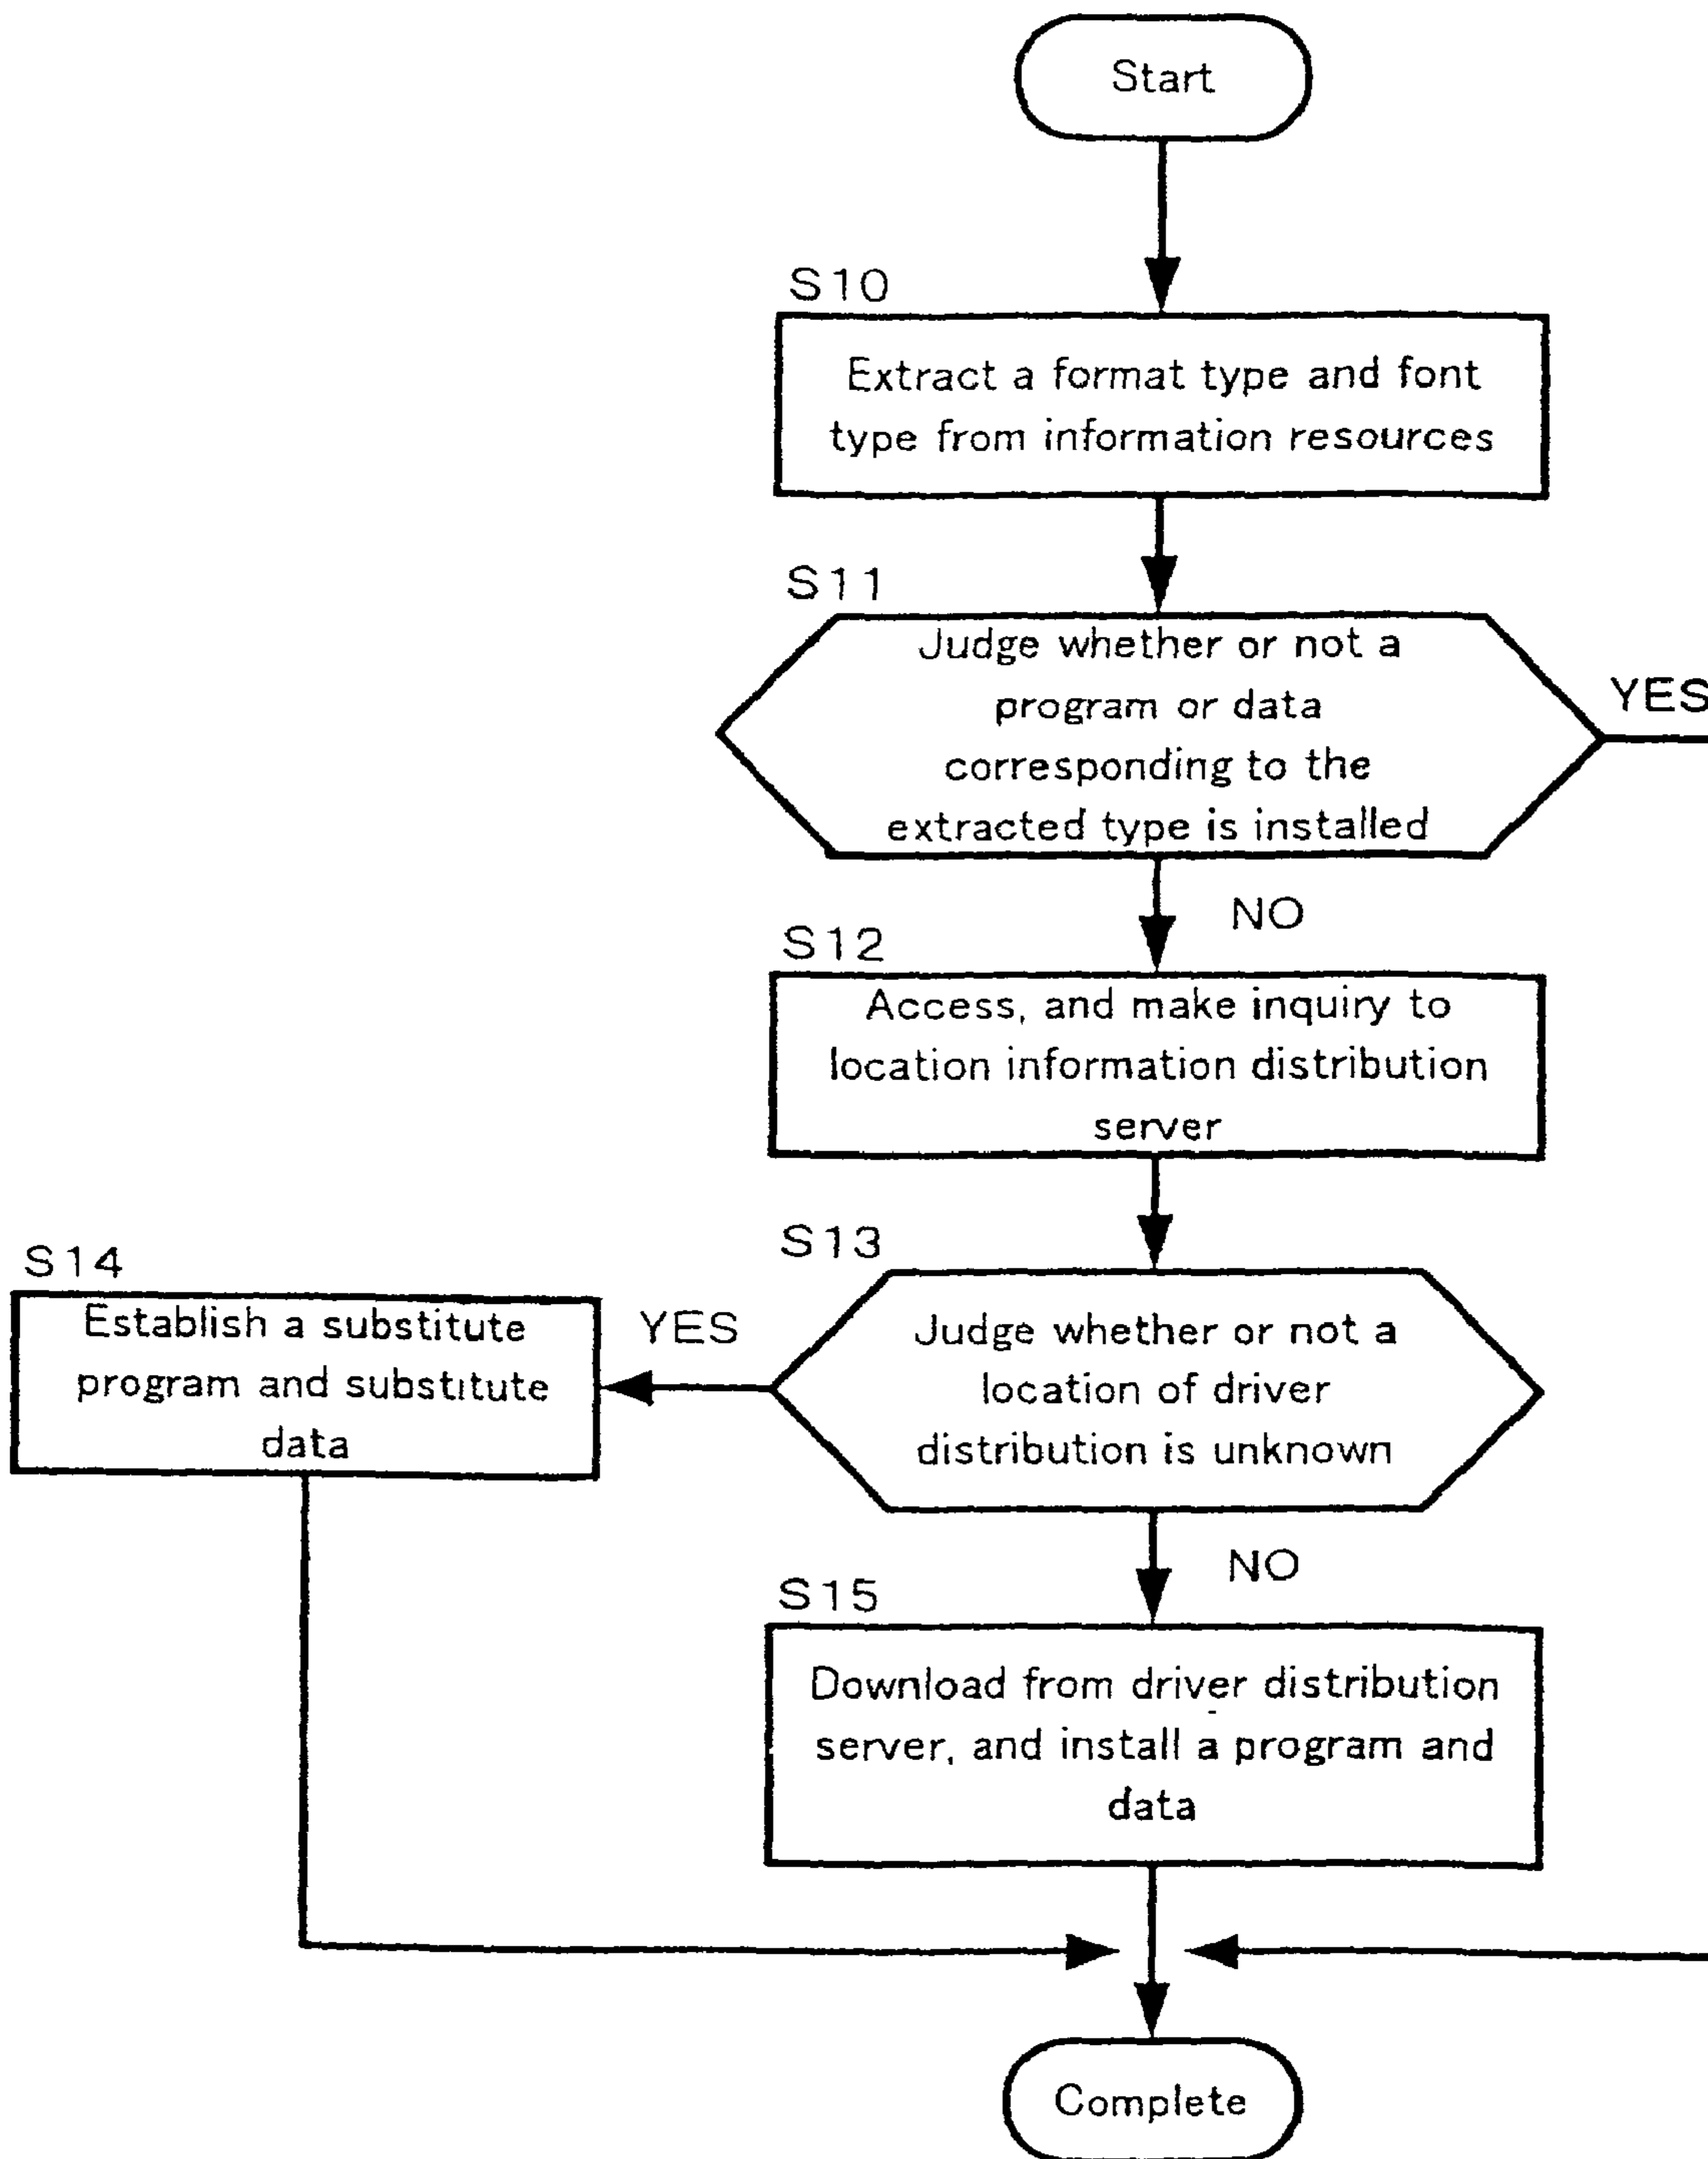 Start
S10
Extract a format type and font
type from information resources
S11
Judge whether or not a
program or data
corresponding to the
extracted type is installed
YES
NO
S12
Access, and make inquiry to
location information distribution
server
S13
Judge whether or not a
location of driver
distribution is unknown
YES
S14
Establish a substitute
program and substitute
data
NO
S15
Download from driver distribution
server, and install a program and
data
Complete